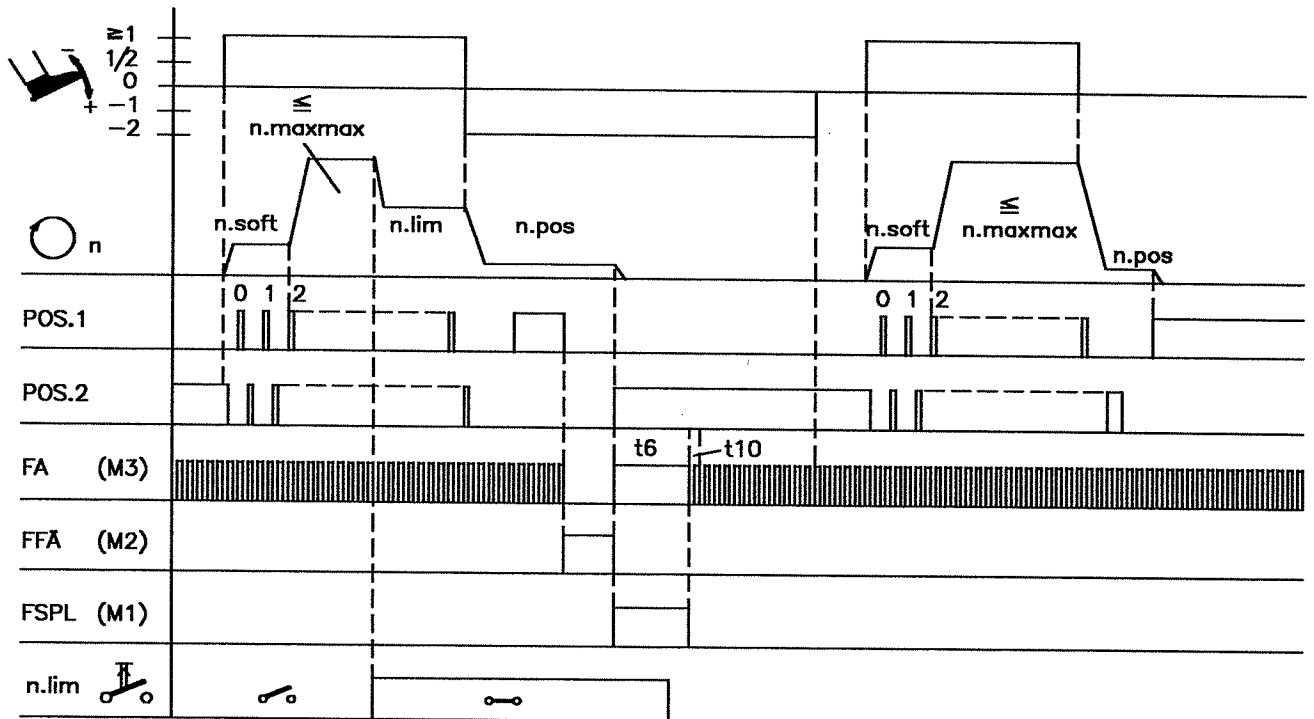 ≧1
1/2
0
−1
−2
− +
≦
n.maxmax
n.soft
n.lim
n.pos
n.soft
≦
n.maxmax
n.pos
n
0 1 2
0 1 2
POS.1
POS.2
t6
t10
FA (M3)
FFÄ (M2)
FSPL (M1)
n.lim